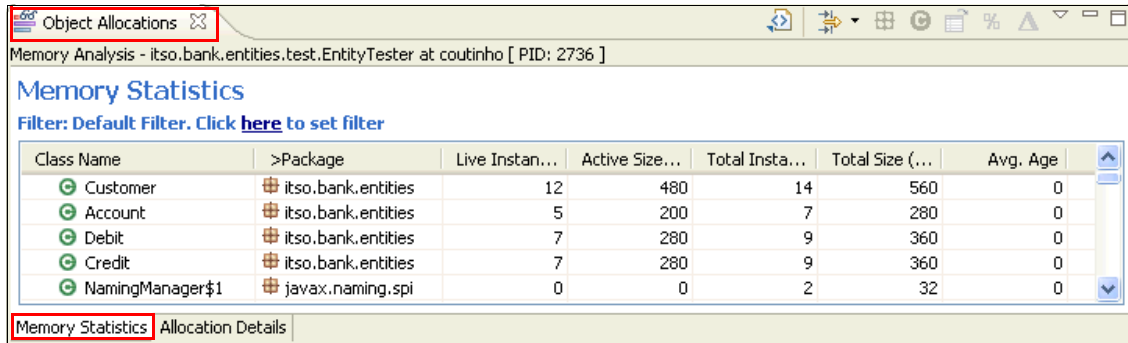 Object Allocations
Memory Analysis - itso.bank.entities.test.EntityTester at coutinho [ PID: 2736 ]
Memory Statistics
Filter: Default Filter. Click here to set filter
Class Name >Package Live Instan... Active Size... Total Insta... Total Size (... Avg. Age
Customer itso.bank.entities 12 480 14 560 0
Account itso.bank.entities 5 200 7 280 0
Debit itso.bank.entities 7 280 9 360 0
Credit itso.bank.entities 7 280 9 360 0
NamingManager$1 javax.naming.spi 0 0 2 32 0
Memory Statistics Allocation Details